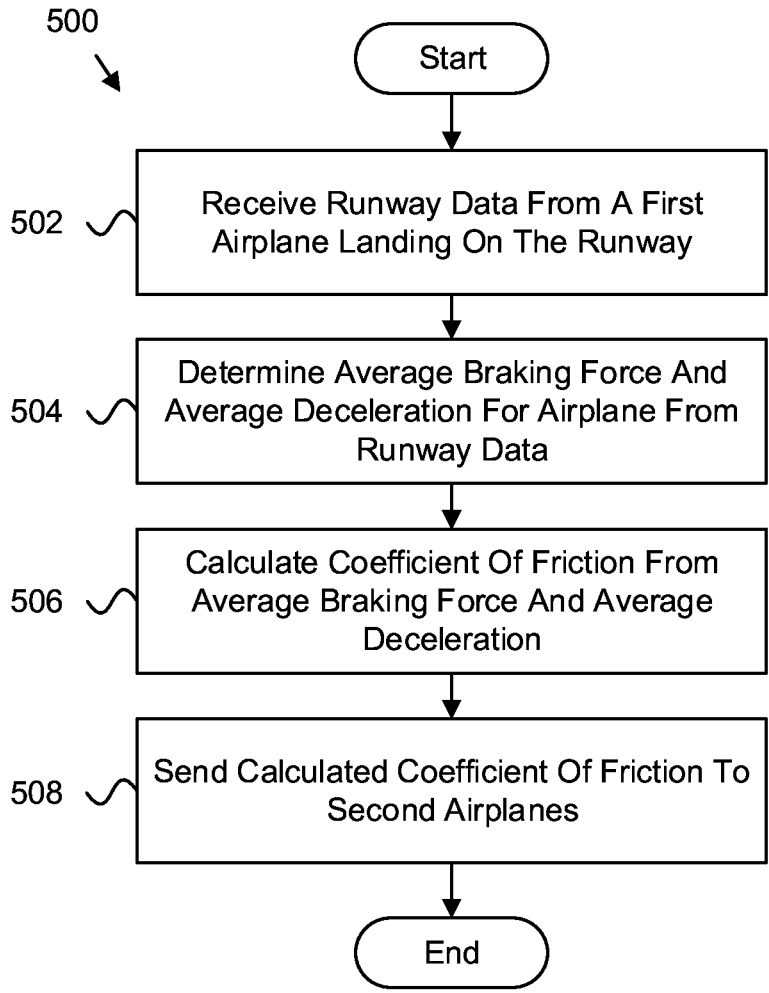 500
Start
502
Receive Runway Data From A First
Airplane Landing On The Runway
504
Determine Average Braking Force And
Average Deceleration For Airplane From
Runway Data
506
Calculate Coefficient Of Friction From
Average Braking Force And Average
Deceleration
508
Send Calculated Coefficient Of Friction To
Second Airplanes
End